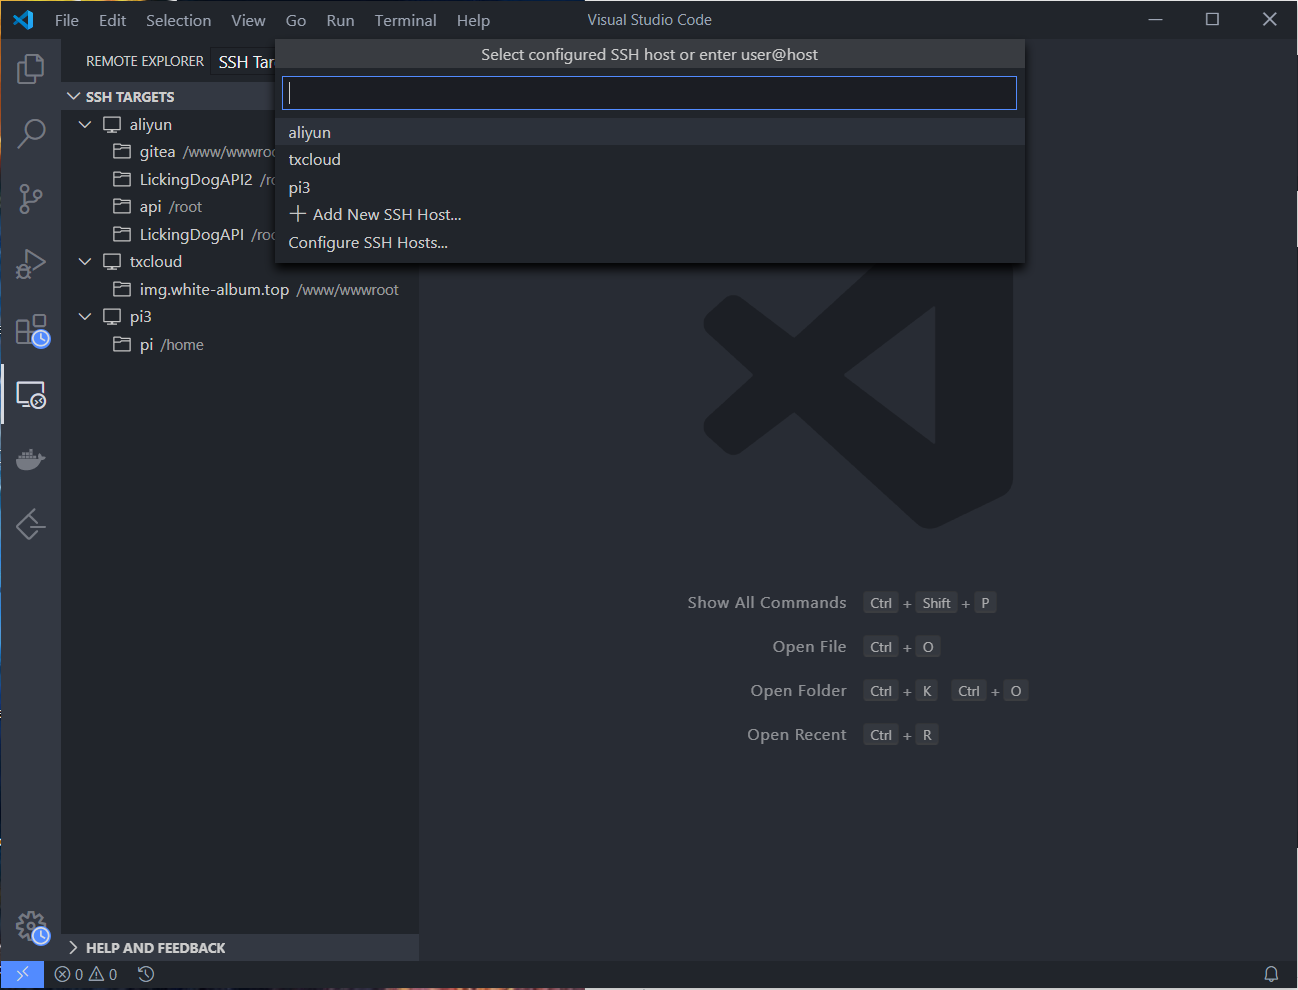 File Edit Selection View Go Run Terminal Help Visual Studio Code
Select configured SSH host or enter user@host
REMOTE EXPLORER SSH Tar
SSH TARGETS
aliyun
gitea /www/wwwroo
LickingDogAPI2 /ro
api /root
LickingDogAPI /roo
txcloud
img.white-album.top /www/wwwroot
pi3
pi /home
aliyun
txcloud
pi3
Add New SSH Host...
Configure SSH Hosts...
Show All Commands Ctrl + Shift + P
Open File Ctrl + O
Open Folder Ctrl + K Ctrl + O
Open Recent Ctrl + R
HELP AND FEEDBACK
0 0